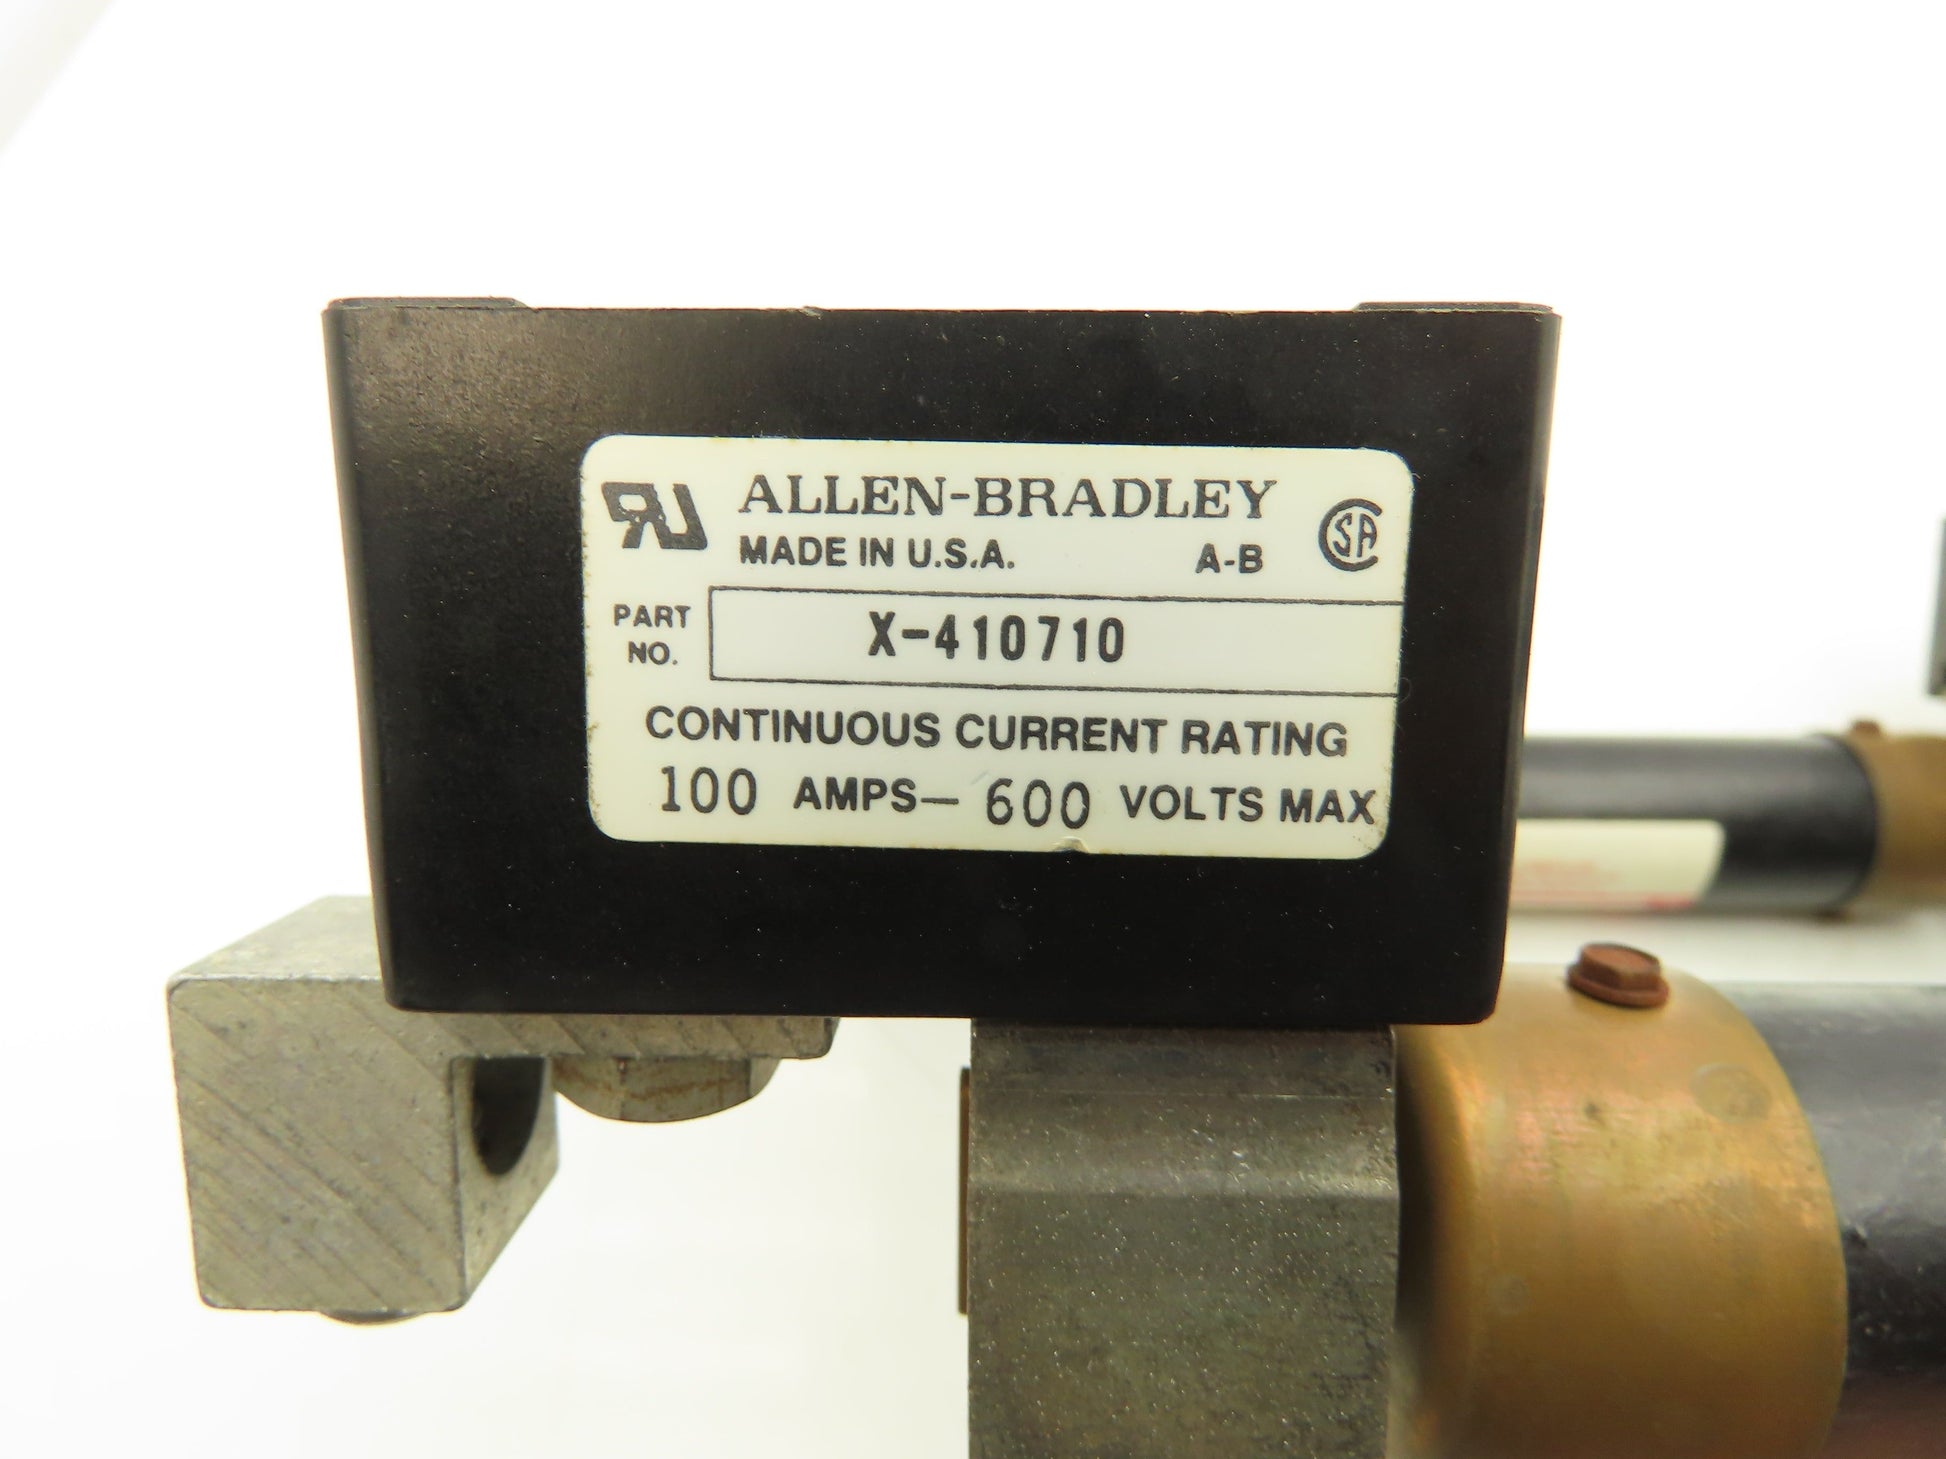 ALLEN-BRADLEY
MADE IN U.S.A. A-B
PART NO. X-410710
CONTINUOUS CURRENT RATING
100 AMPS— 600 VOLTS MAX